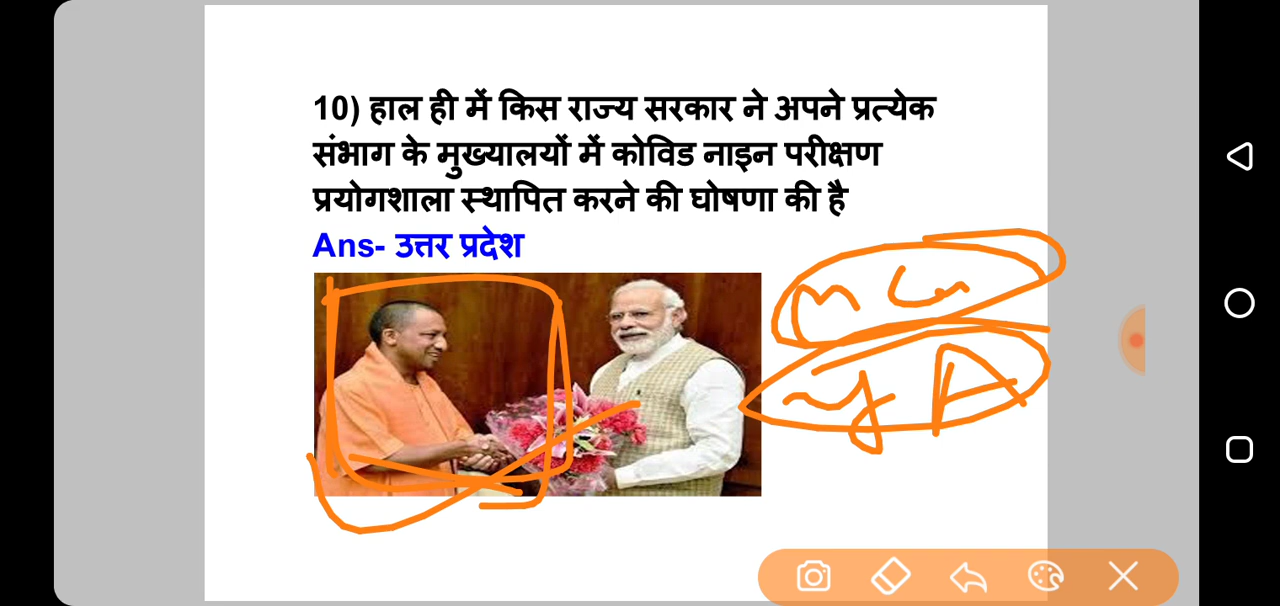 10) हाल ही में किस राज्य सरकार ने अपने प्रत्येक
संभाग के मुख्यालयों में कोविड नाइन परीक्षण
प्रयोगशाला स्थापित करने की घोषणा की है
Ans- उत्तर प्रदेश